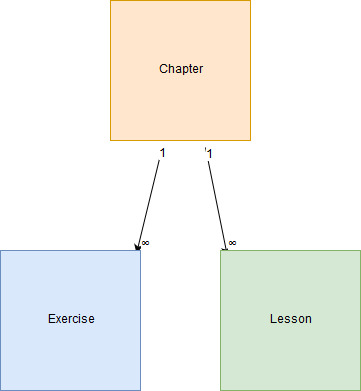 Chapter
1
'1
∞
∞
Exercise
Lesson